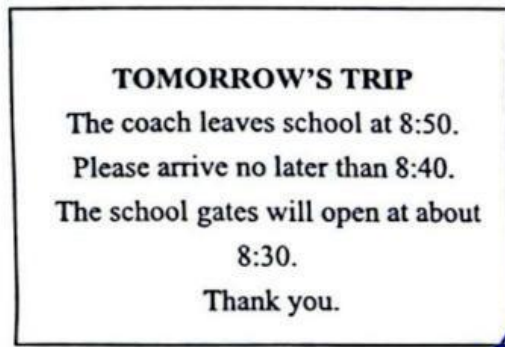 TOMORROW'S TRIP
The coach leaves school at 8:50.
Please arrive no later than 8:40.
The school gates will open at about
8:30.
Thank you.